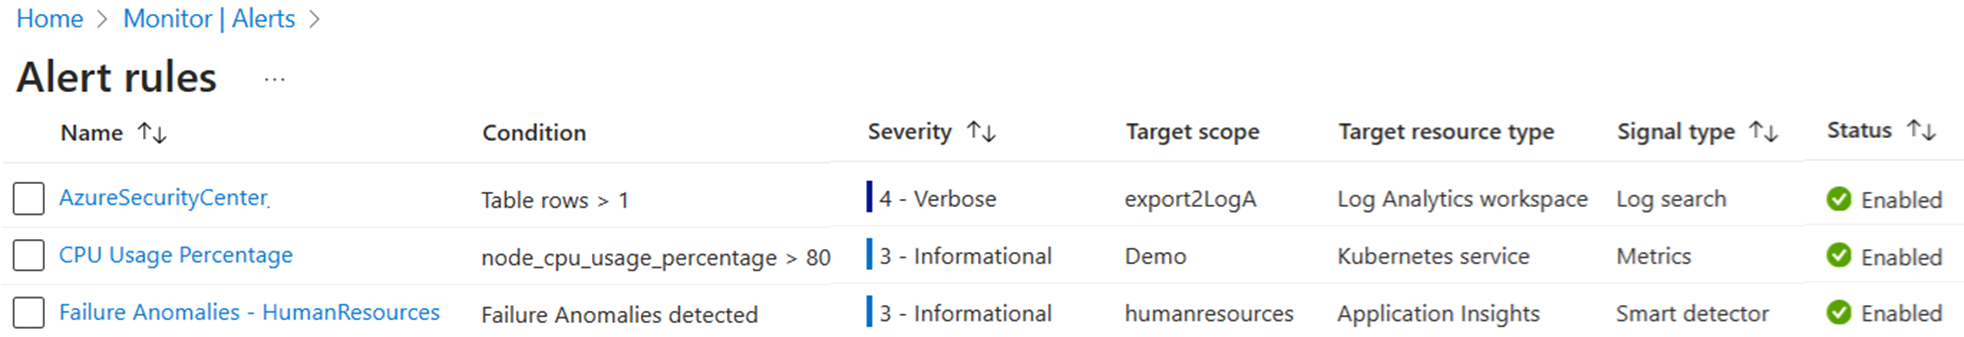 Home > Monitor | Alerts >
Alert rules ...
Name ↑↓ Condition Severity ↑↓ Target scope Target resource type Signal type ↑↓ Status ↑↓
AzureSecurityCenter. Table rows > 1 4 - Verbose export2LogA Log Analytics workspace Log search Enabled
CPU Usage Percentage node_cpu_usage_percentage > 80 3 - Informational Demo Kubernetes service Metrics Enabled
Failure Anomalies - HumanResources Failure Anomalies detected 3 - Informational humanresources Application Insights Smart detector Enabled